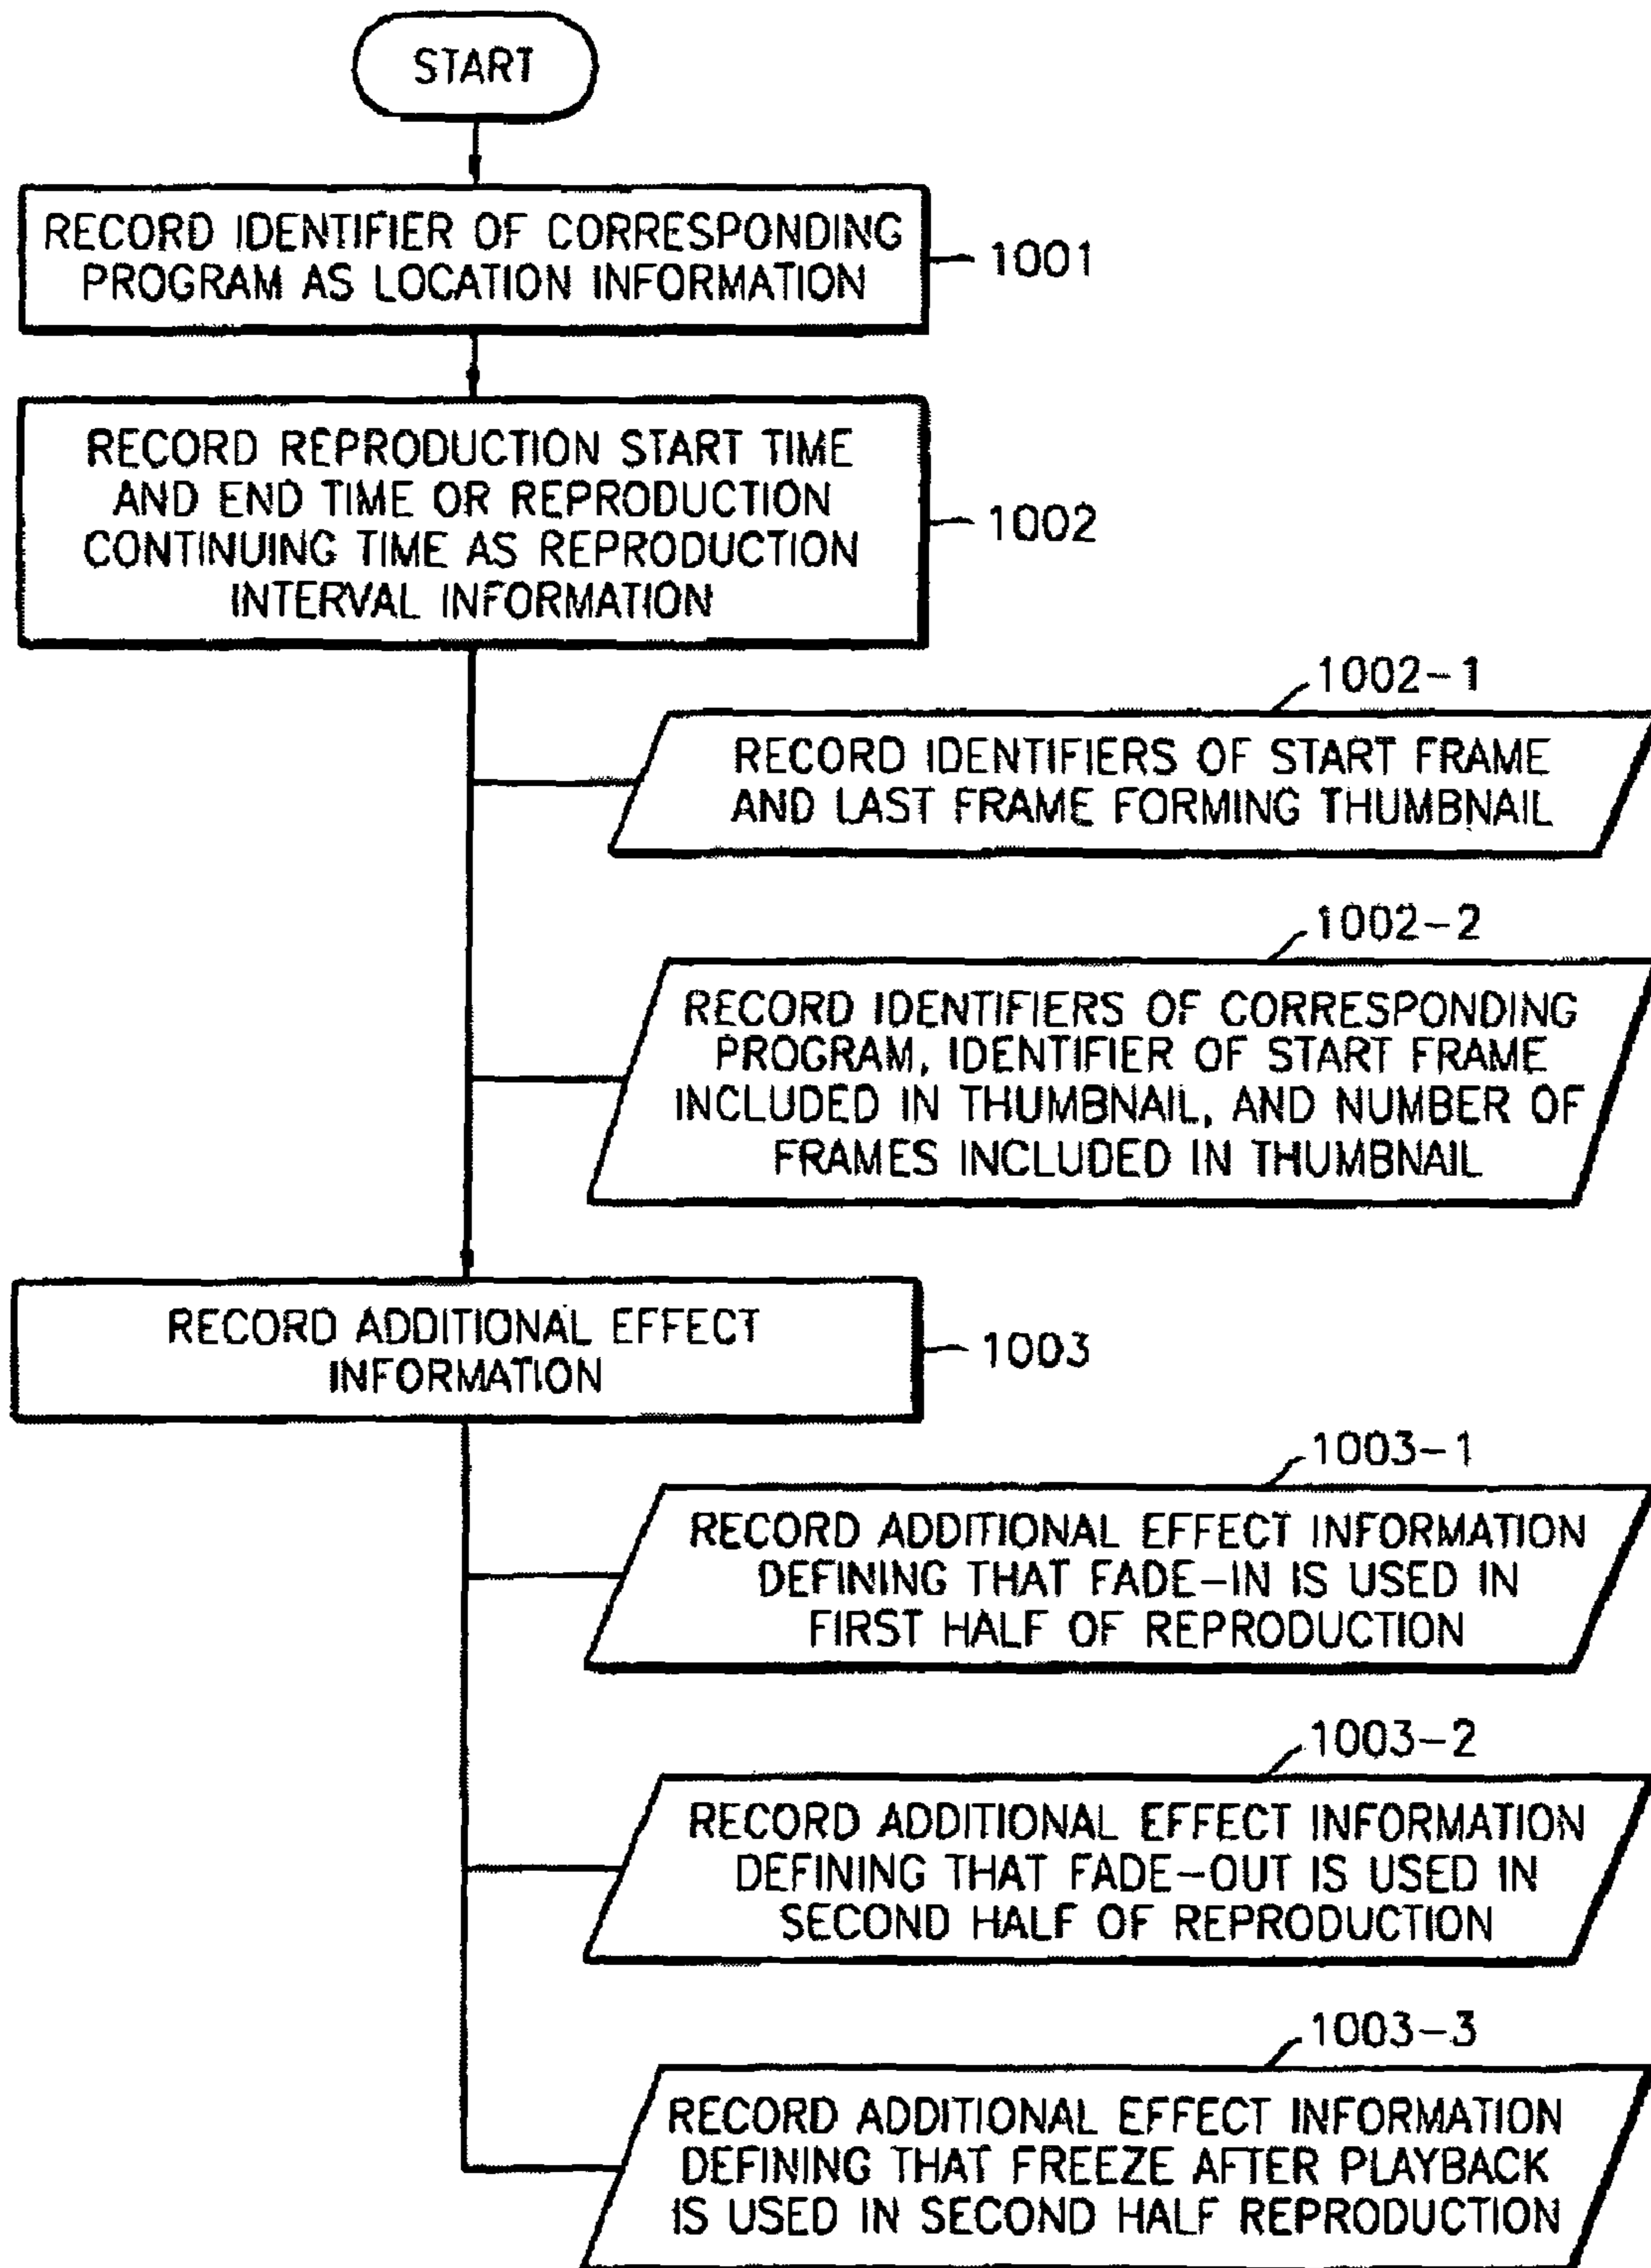 START
RECORD IDENTIFIER OF CORRESPONDING
PROGRAM AS LOCATION INFORMATION
1001
RECORD REPRODUCTION START TIME
AND END TIME OR REPRODUCTION
CONTINUING TIME AS REPRODUCTION
INTERVAL INFORMATION
1002
1002-1
RECORD IDENTIFIERS OF START FRAME
AND LAST FRAME FORMING THUMBNAIL
1002-2
RECORD IDENTIFIERS OF CORRESPONDING
PROGRAM, IDENTIFIER OF START FRAME
INCLUDED IN THUMBNAIL, AND NUMBER OF
FRAMES INCLUDED IN THUMBNAIL
RECORD ADDITIONAL EFFECT
INFORMATION
1003
1003-1
RECORD ADDITIONAL EFFECT INFORMATION
DEFINING THAT FADE-IN IS USED IN
FIRST HALF OF REPRODUCTION
1003-2
RECORD ADDITIONAL EFFECT INFORMATION
DEFINING THAT FADE-OUT IS USED IN
SECOND HALF OF REPRODUCTION
1003-3
RECORD ADDITIONAL EFFECT INFORMATION
DEFINING THAT FREEZE AFTER PLAYBACK
IS USED IN SECOND HALF REPRODUCTION